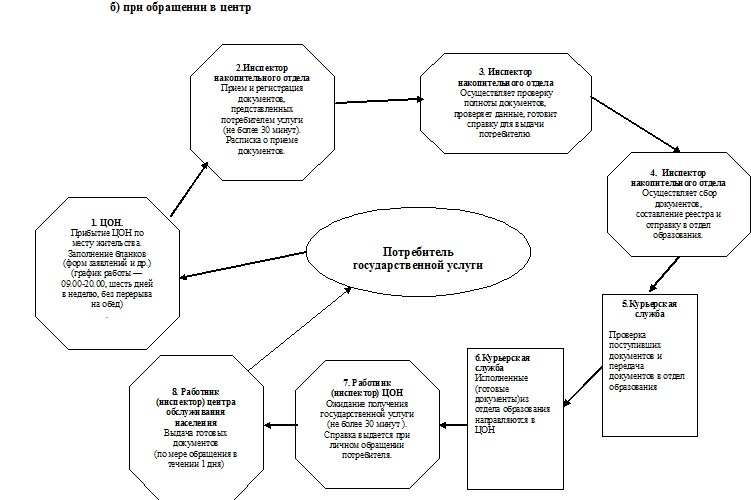 б) при обращении в центр
2.Инспектор
накопительного отдела
Прием и регистрация
документов,
представленных
потребителем услуги
(не более 30 минут).
Расписка о приеме
документов.
3. Инспектор
накопительного отдела
Осуществляет проверку
полноты документов,
проверяет данные, готовит
справку для выдачи
потребителю.
4. Инспектор
накопительного отдела
Осуществляет сбор
документов,
составление реестра и
отправку в отдел
образования.
1. ЦОН.
Прибытие ЦОН по
месту жительства.
Заполнение бланков
(форм заявлений и др.)
(график работы —
09.00-20.00, шесть дней
в неделю, без перерыва
на обед)
.
Потребитель
государственной услуги
5.Курьерская
служба
Проверка
поступивших
документов и
передача
документов в отдел
образования
6.Курьерская
служба
Исполненные
(готовые
документы)из
отдела образования
направляются в
ЦОН
7. Работник
(инспектор) ЦОН
Ожидание получения
государственной услуги
(не более 30 минут ).
Справка выдается при
личном обращении
потребителя.
8. Работник
(инспектор) центра
обслуживания
населения
Выдача готовых
документов
(по мере обращения в
течении 1 дня)